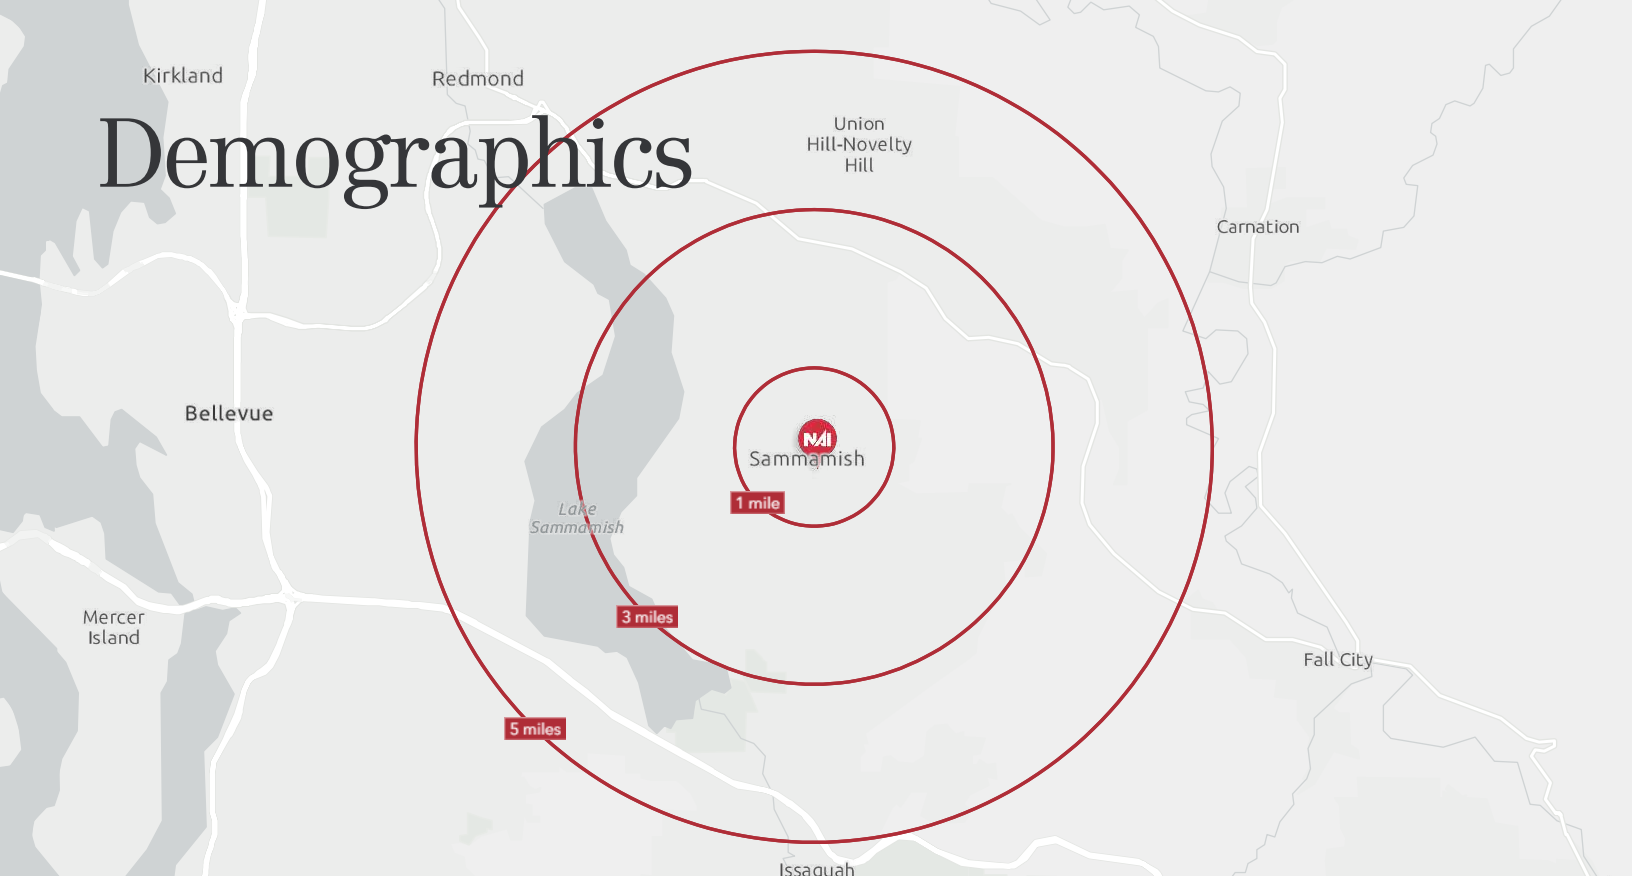 Kirkland
Redmond
Demographics
Union
Hill-Novelty
Hill
Carnation
Bellevue
NAI
Sammamish
1 mile
Lake
Sammamish
3 miles
Mercer
Island
Fall City
5 miles
Issaquah